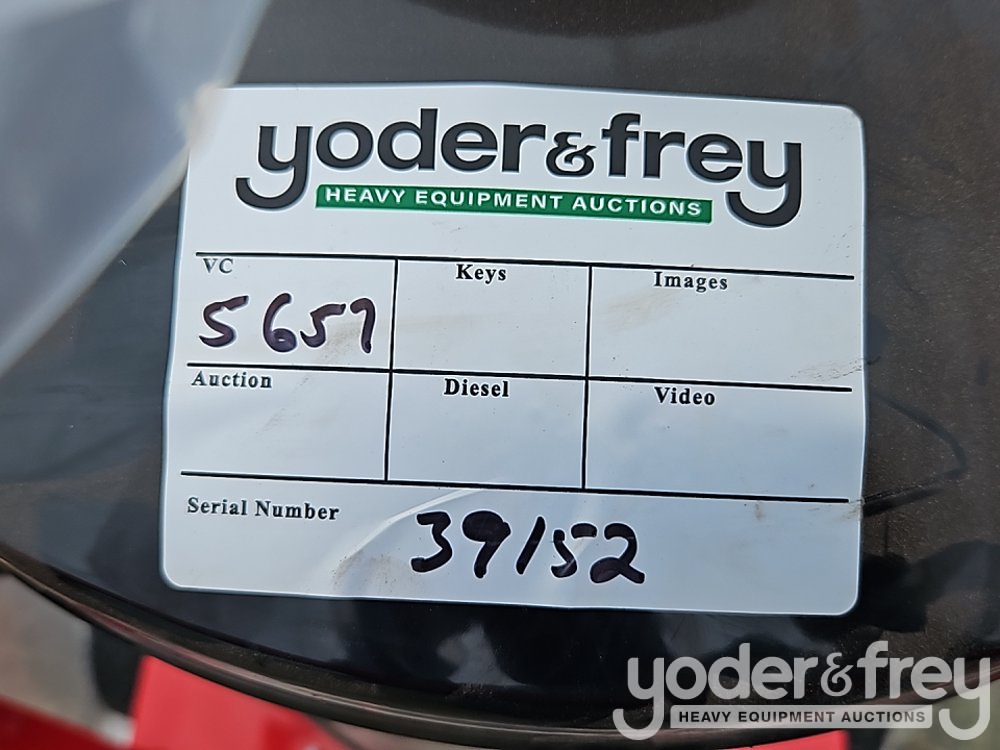 yoder&frey
HEAVY EQUIPMENT AUCTIONS
VC Keys Images
5657
Auction Diesel Video
Serial Number 39152
yoder&frey
HEAVY EQUIPMENT AUCTIONS